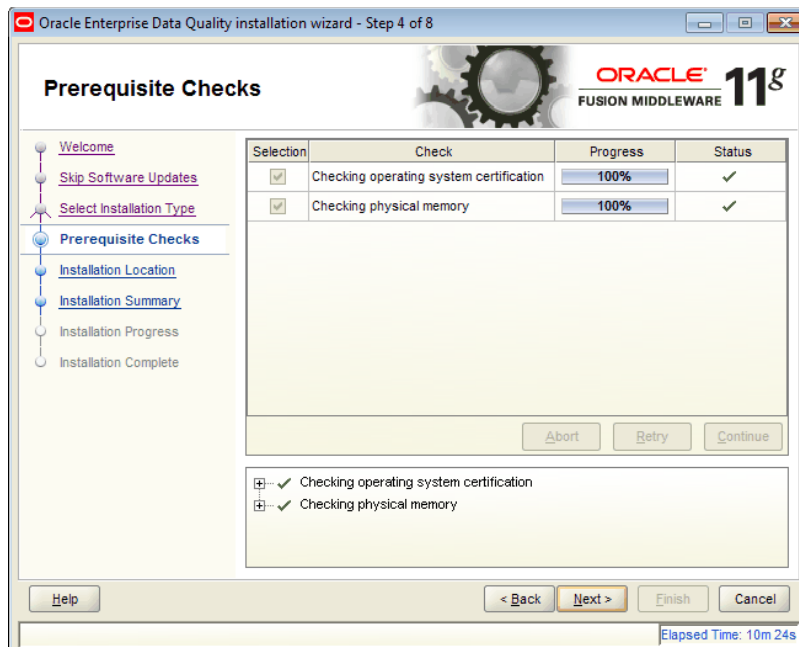 Oracle Enterprise Data Quality installation wizard - Step 4 of 8
Prerequisite Checks
ORACLE
FUSION MIDDLEWARE 11g
Welcome
Skip Software Updates
Select Installation Type
Prerequisite Checks
Installation Location
Installation Summary
Installation Progress
Installation Complete
Selection Check Progress Status
Checking operating system certification 100%
Checking physical memory 100%
Abort Retry Continue
Checking operating system certification
Checking physical memory
Help < Back Next > Finish Cancel
Elapsed Time: 10m 24s